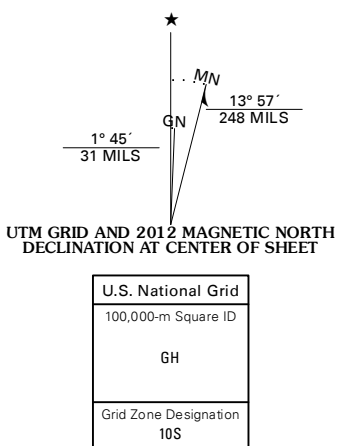 ★
MN
GN
13° 57´
248 MILS
1° 45´
31 MILS
UTM GRID AND 2012 MAGNETIC NORTH
DECLINATION AT CENTER OF SHEET
U.S. National Grid
100,000-m Square ID
GH
Grid Zone Designation
10S